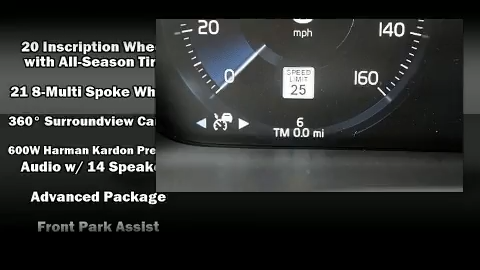 20 Inscription Whee
with All-Season Tir
21 8-Multi Spoke Wh
360° Surroundview Ca
600W Harman Kardon Pre
Audio w/ 14 Speake
Advanced Package
Front Park Assist
20
mph
140
0
SPEED
LIMIT
25
160
6
TM 0.0 mi